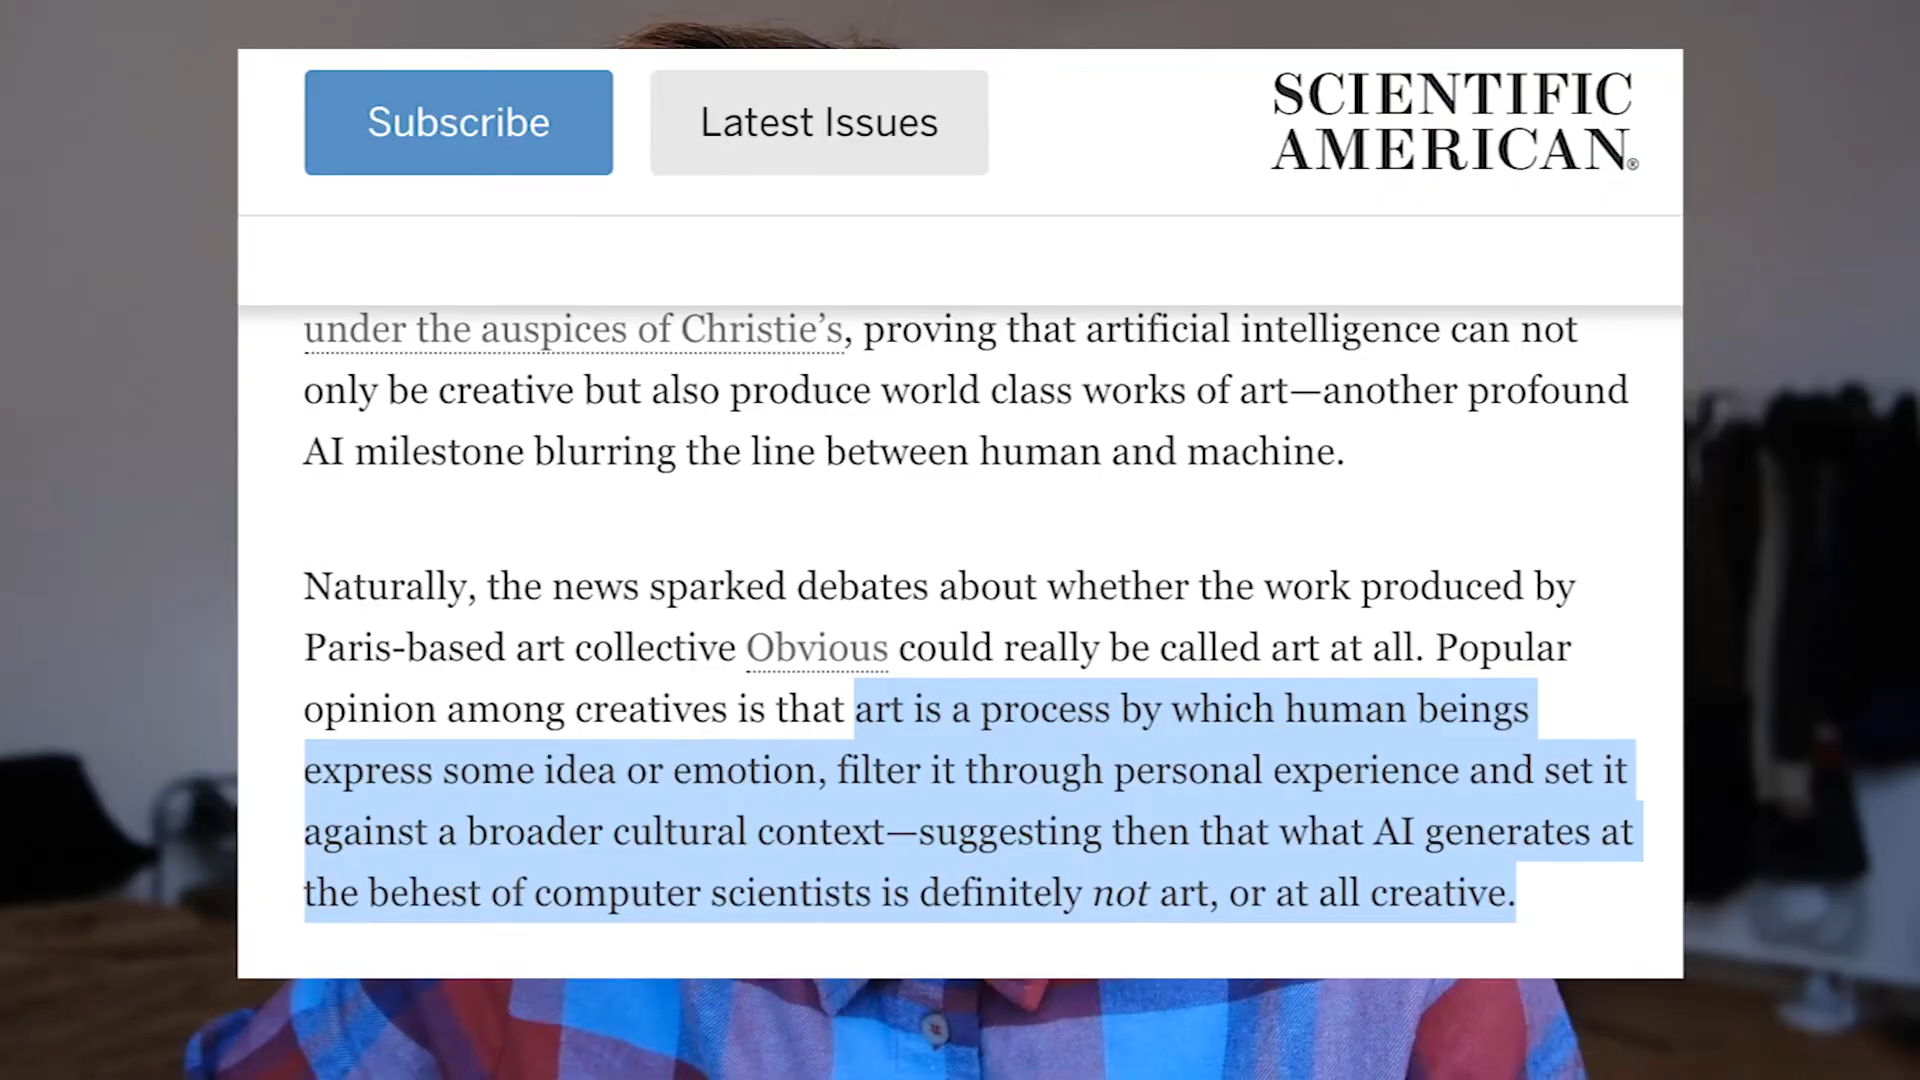 Subscribe
Latest Issues
SCIENTIFIC
AMERICAN®
under the auspices of Christie’s, proving that artificial intelligence can not
only be creative but also produce world class works of art—another profound
AI milestone blurring the line between human and machine.
Naturally, the news sparked debates about whether the work produced by
Paris-based art collective Obvious could really be called art at all. Popular
opinion among creatives is that art is a process by which human beings
express some idea or emotion, filter it through personal experience and set it
against a broader cultural context—suggesting then that what AI generates at
the behest of computer scientists is definitely not art, or at all creative.